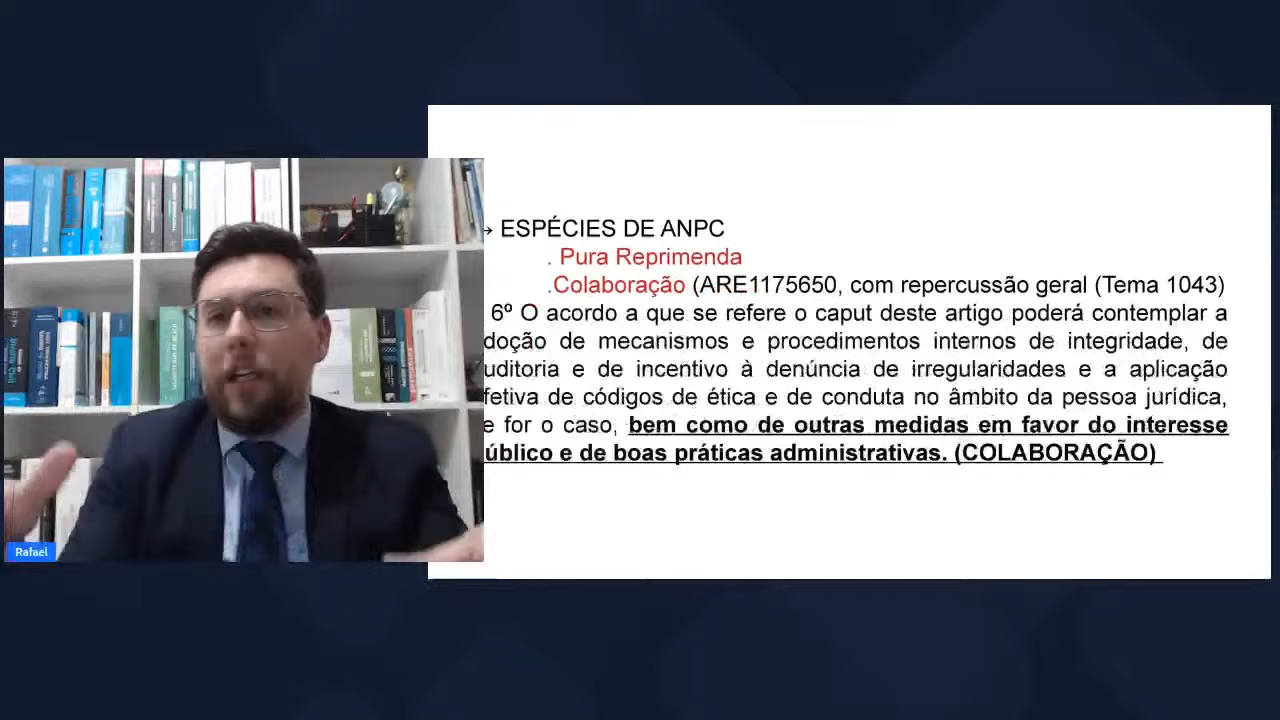 → ESPÉCIES DE ANPC
. Pura Reprimenda
.Colaboração (ARE1175650, com repercussão geral (Tema 1043)
6º O acordo a que se refere o caput deste artigo poderá contemplar a
doção de mecanismos e procedimentos internos de integridade, de
uditoria e de incentivo à denúncia de irregularidades e a aplicação
fetiva de códigos de ética e de conduta no âmbito da pessoa jurídica,
e for o caso, bem como de outras medidas em favor do interesse
úblico e de boas práticas administrativas. (COLABORAÇÃO)
Rafael